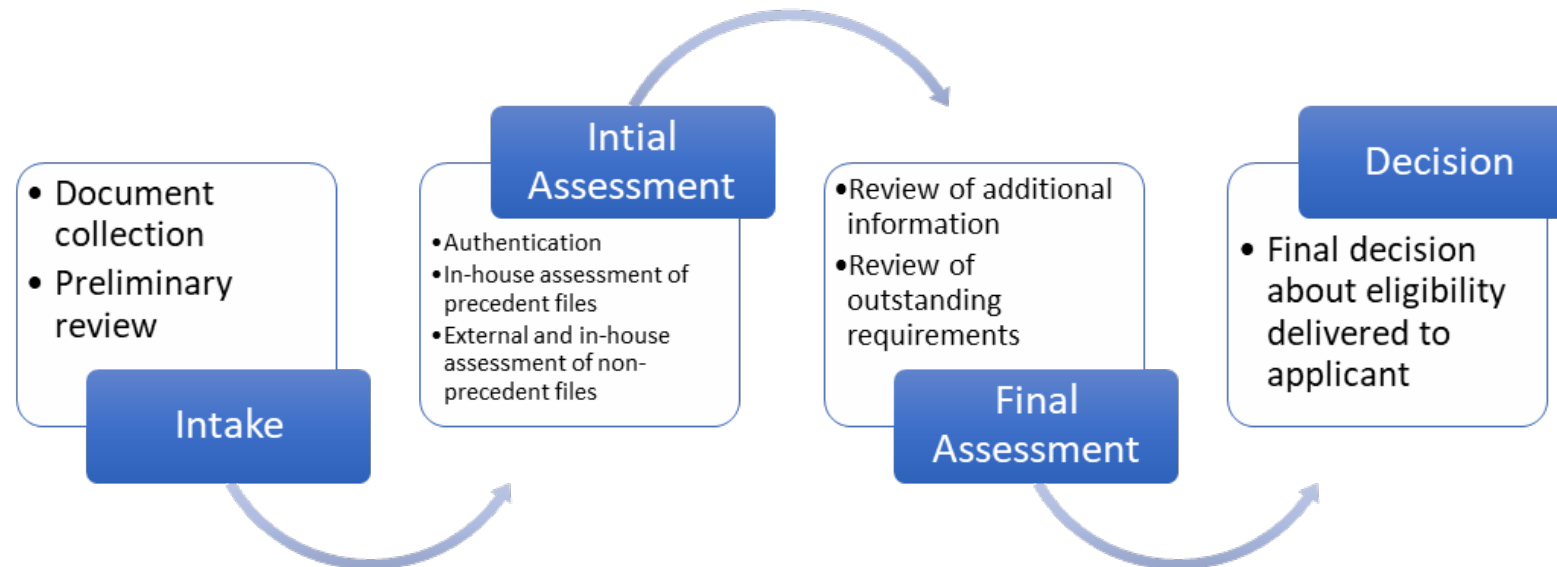 • Document
collection
• Preliminary
review
Intake
Intial
Assessment
•Authentication
•In-house assessment of
precedent files
•External and in-house
assessment of non-
precedent files
•Review of additional
information
•Review of
outstanding
requirements
Final
Assessment
Decision
• Final decision
about eligibility
delivered to
applicant